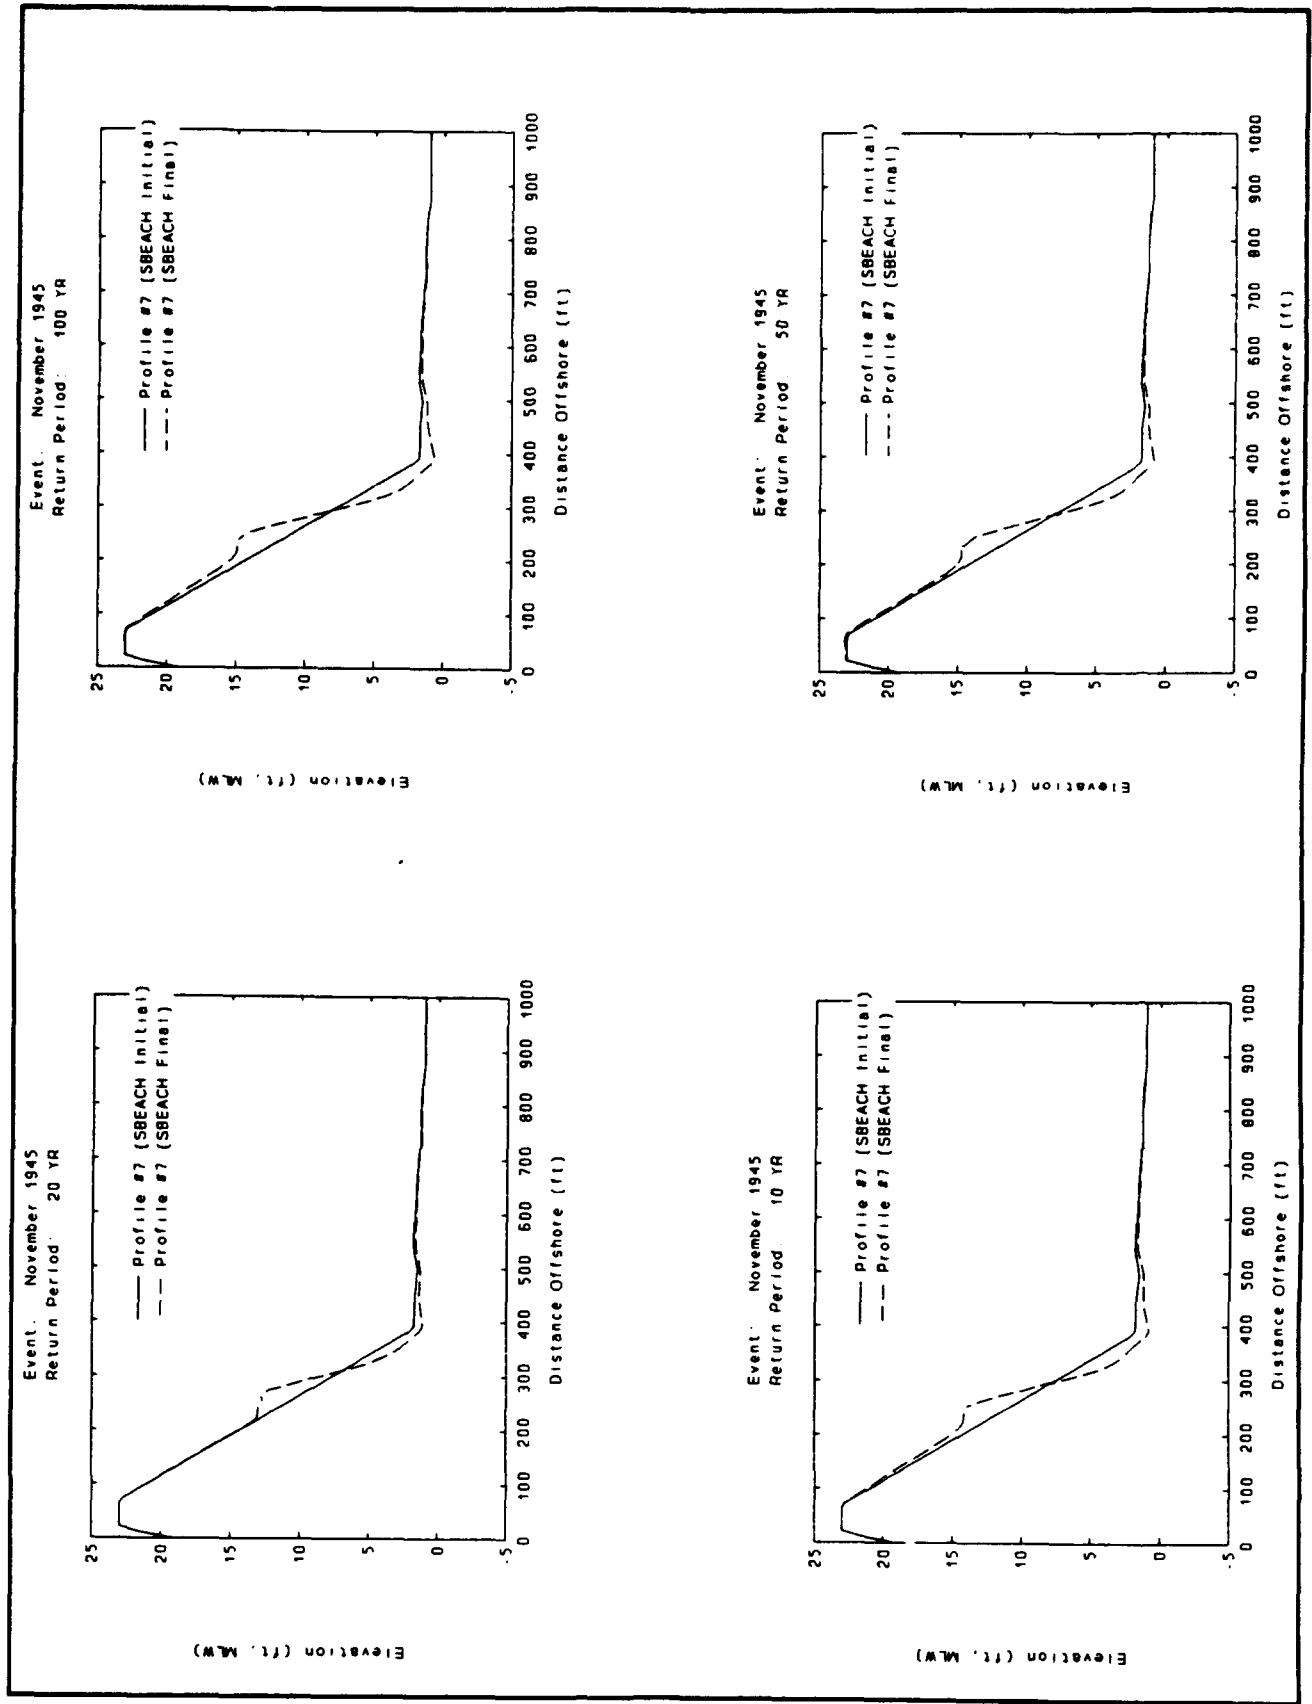 Event. November 1945
Return Period: 20 YR
Profile #7 (SBEACH Initial)
Profile #7 (SBEACH Final)
25
20
15
10
5
0
-5
Elevation (ft, MLW)
0 100 200 300 400 500 600 700 800 900 1000
Distance Offshore (ft)
Event. November 1945
Return Period: 100 YR
Profile #7 (SBEACH Initial)
Profile #7 (SBEACH Final)
25
20
15
10
5
0
-5
Elevation (ft, MLW)
0 100 200 300 400 500 600 700 800 900 1000
Distance Offshore (ft)
Event: November 1945
Return Period. 10 YR
Profile #7 (SBEACH Initial)
Profile #7 (SBEACH Final)
25
20
15
10
5
0
-5
Elevation (ft, MLW)
0 100 200 300 400 500 600 700 800 900 1000
Distance Offshore (ft)
Event: November 1945
Return Period 50 YR
Profile #7 (SBEACH Initial)
Profile #7 (SBEACH Final)
25
20
15
10
5
0
-5
Elevation (ft, MLW)
0 100 200 300 400 500 600 700 800 900 1000
Distance Offshore (ft)